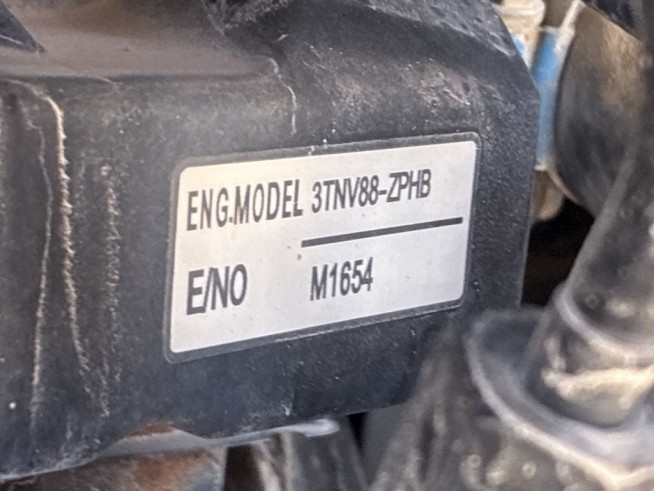 ENG.MODEL 3TNV88-ZPHB
E/NO M1654